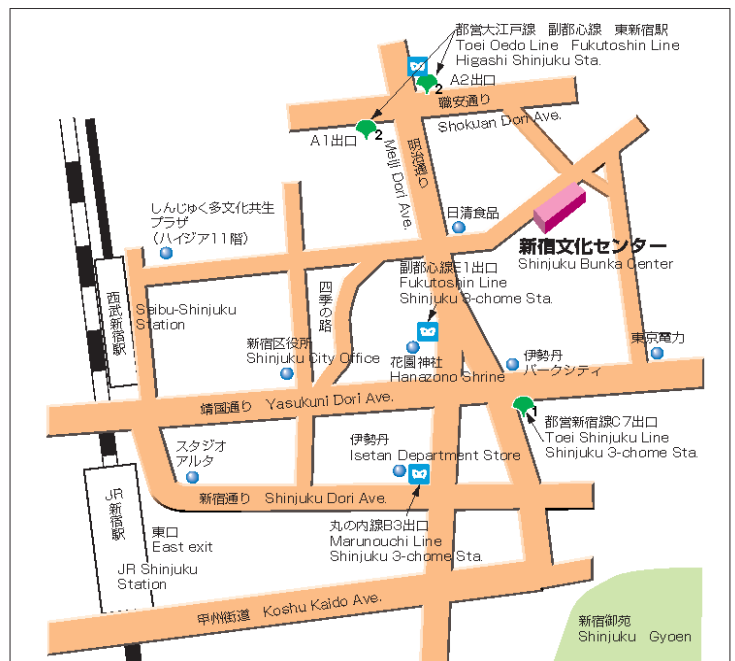 都営大江戸線 副都心線 東新宿駅
Toei Oedo Line Fukutoshin Line
Higashi Shinjuku Sta.
A2出口
2
職安通り
Shokuan Dori Ave.
A1出口
2
明治通り
Meiji Dori Ave.
しんじゅく多文化共生
プラザ
(ハイジア11階)
日清食品
新宿文化センター
Shinjuku Bunka Center
副都心線E1出口
Fukutoshin Line
Shinjuku 3-chome Sta.
四季の路
西武新宿駅
Seibu-Shinjuku
Station
新宿区役所
Shinjuku City Office
花園神社
Hanazono Shrine
伊勢丹
パークシティ
東京電力
靖国通り Yasukuni Dori Ave.
1
都営新宿線C7出口
Toei Shinjuku Line
Shinjuku 3-chome Sta.
スタジオ
アルタ
伊勢丹
Isetan Department Store
新宿通り Shinjuku Dori Ave.
JR新宿駅
東口
East exit
JR Shinjuku
Station
丸の内線B3出口
Marunouchi Line
Shinjuku 3-chome Sta.
甲州街道 Koshu Kaido Ave.
新宿御苑
Shinjuku Gyoen